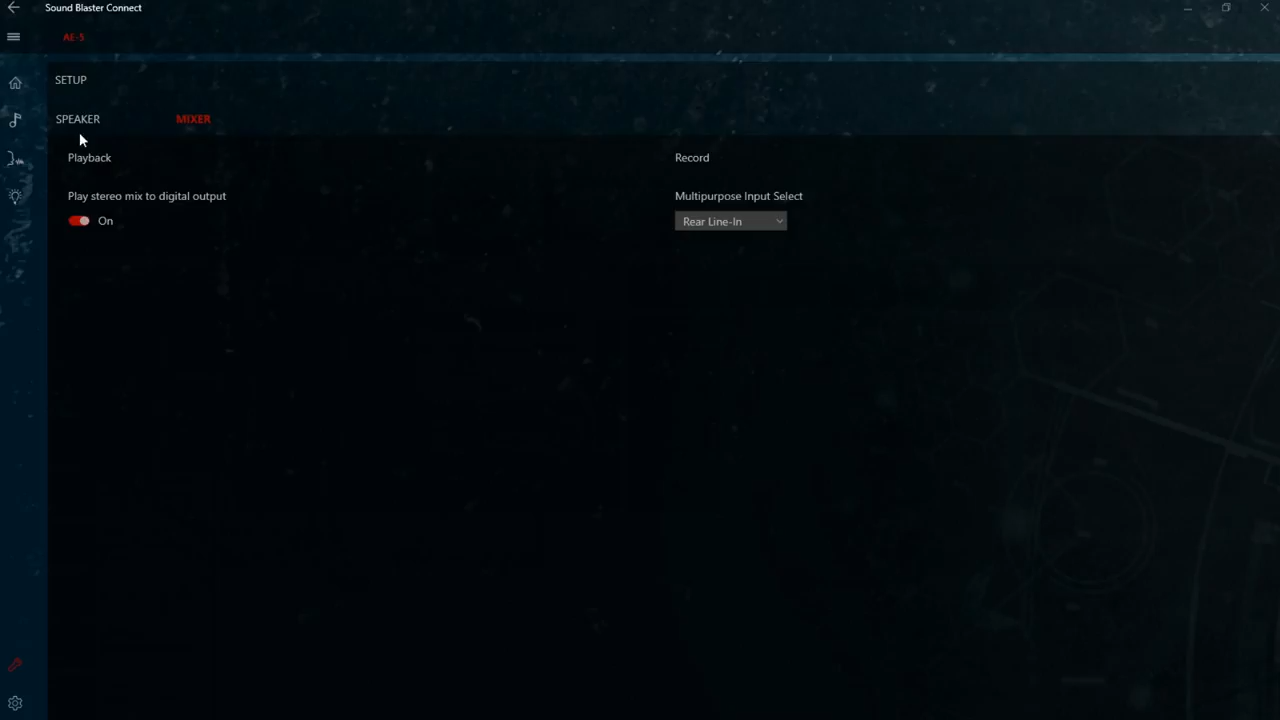 Sound Blaster Connect
AE-5
SETUP
SPEAKER
MIXER
Playback
Record
Play stereo mix to digital output
Multipurpose Input Select
On
Rear Line-In